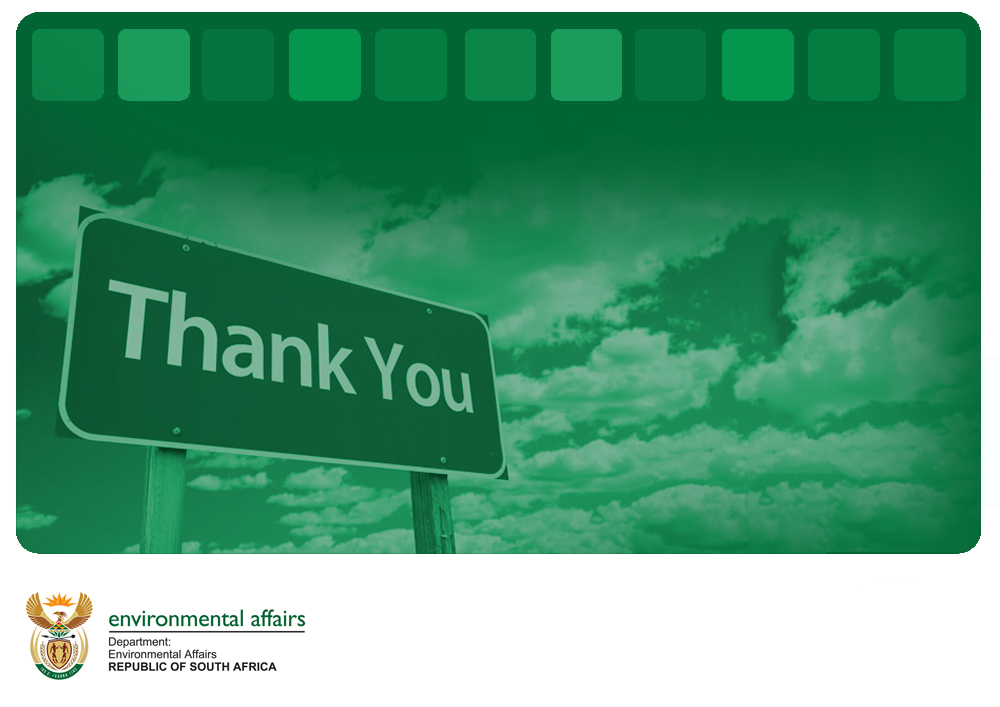 Thank You
environmental affairs
Department:
Environmental Affairs
REPUBLIC OF SOUTH AFRICA